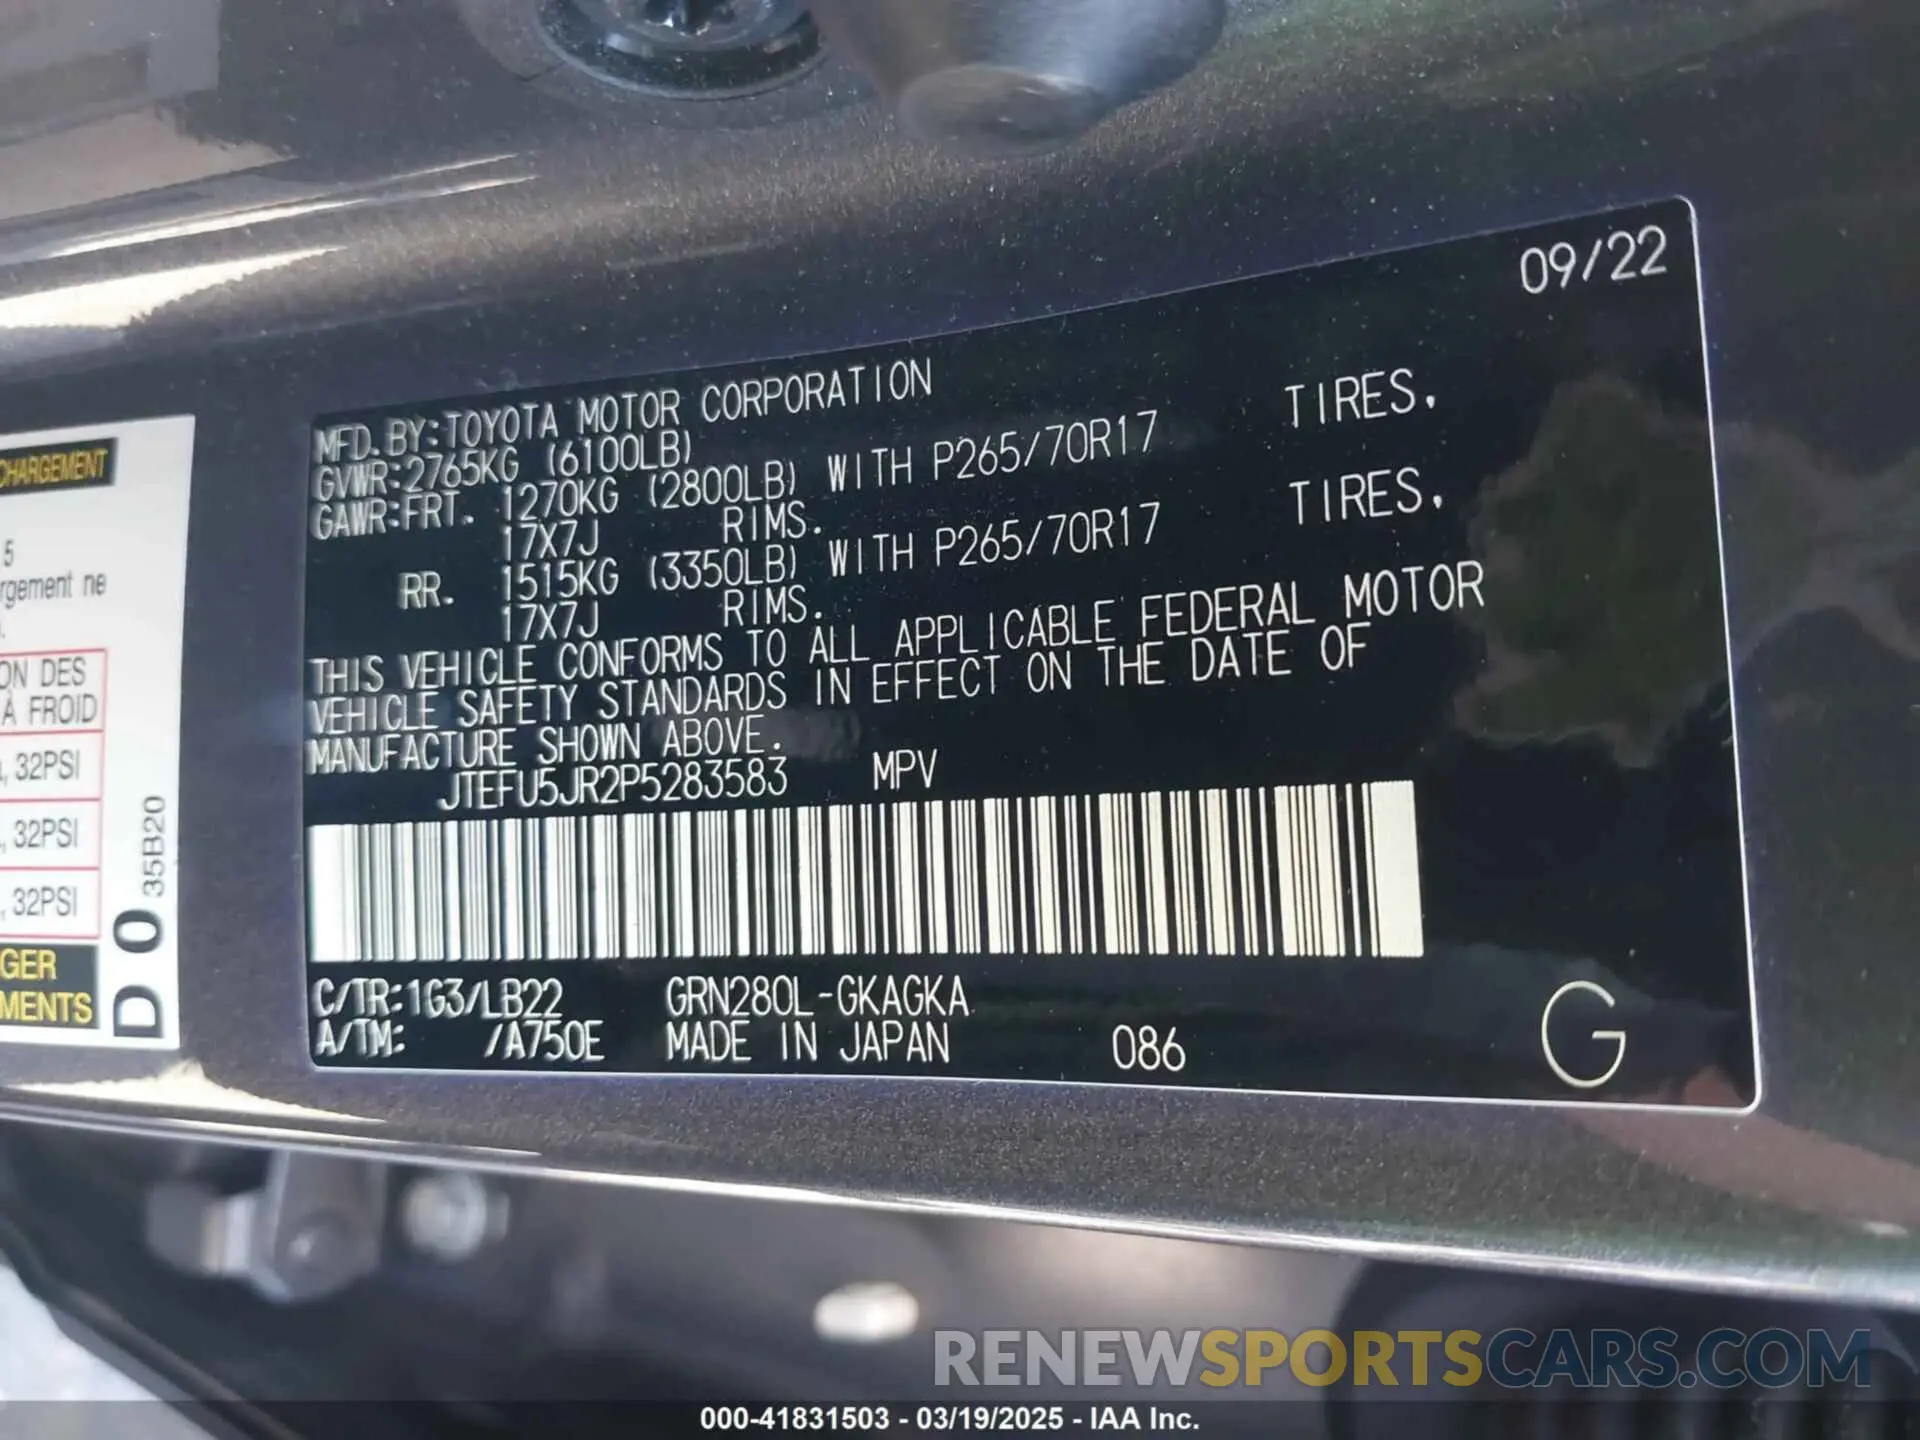 CHARGEMENT
5
rgement ne
ON DES
À FROID
, 32PSI
, 32PSI
, 32PSI
GER
MENTS
D 0
35B20
09/22
MFD.BY:TOYOTA MOTOR CORPORATION
GVWR:2765KG (6100LB)
GAWR:FRT. 1270KG (2800LB) WITH P265/70R17 TIRES,
17X7J RIMS.
RR. 1515KG (3350LB) WITH P265/70R17 TIRES,
17X7J RIMS.
THIS VEHICLE CONFORMS TO ALL APPLICABLE FEDERAL MOTOR
VEHICLE SAFETY STANDARDS IN EFFECT ON THE DATE OF
MANUFACTURE SHOWN ABOVE.
JTEFU5JR2P5283583 MPV
C/TR:1G3/LB22 GRN280L-GKAGKA
A/TM: /A750E MADE IN JAPAN 086
G
RENEWSPORTSCARS.COM
000-41831503 - 03/19/2025 - IAA Inc.